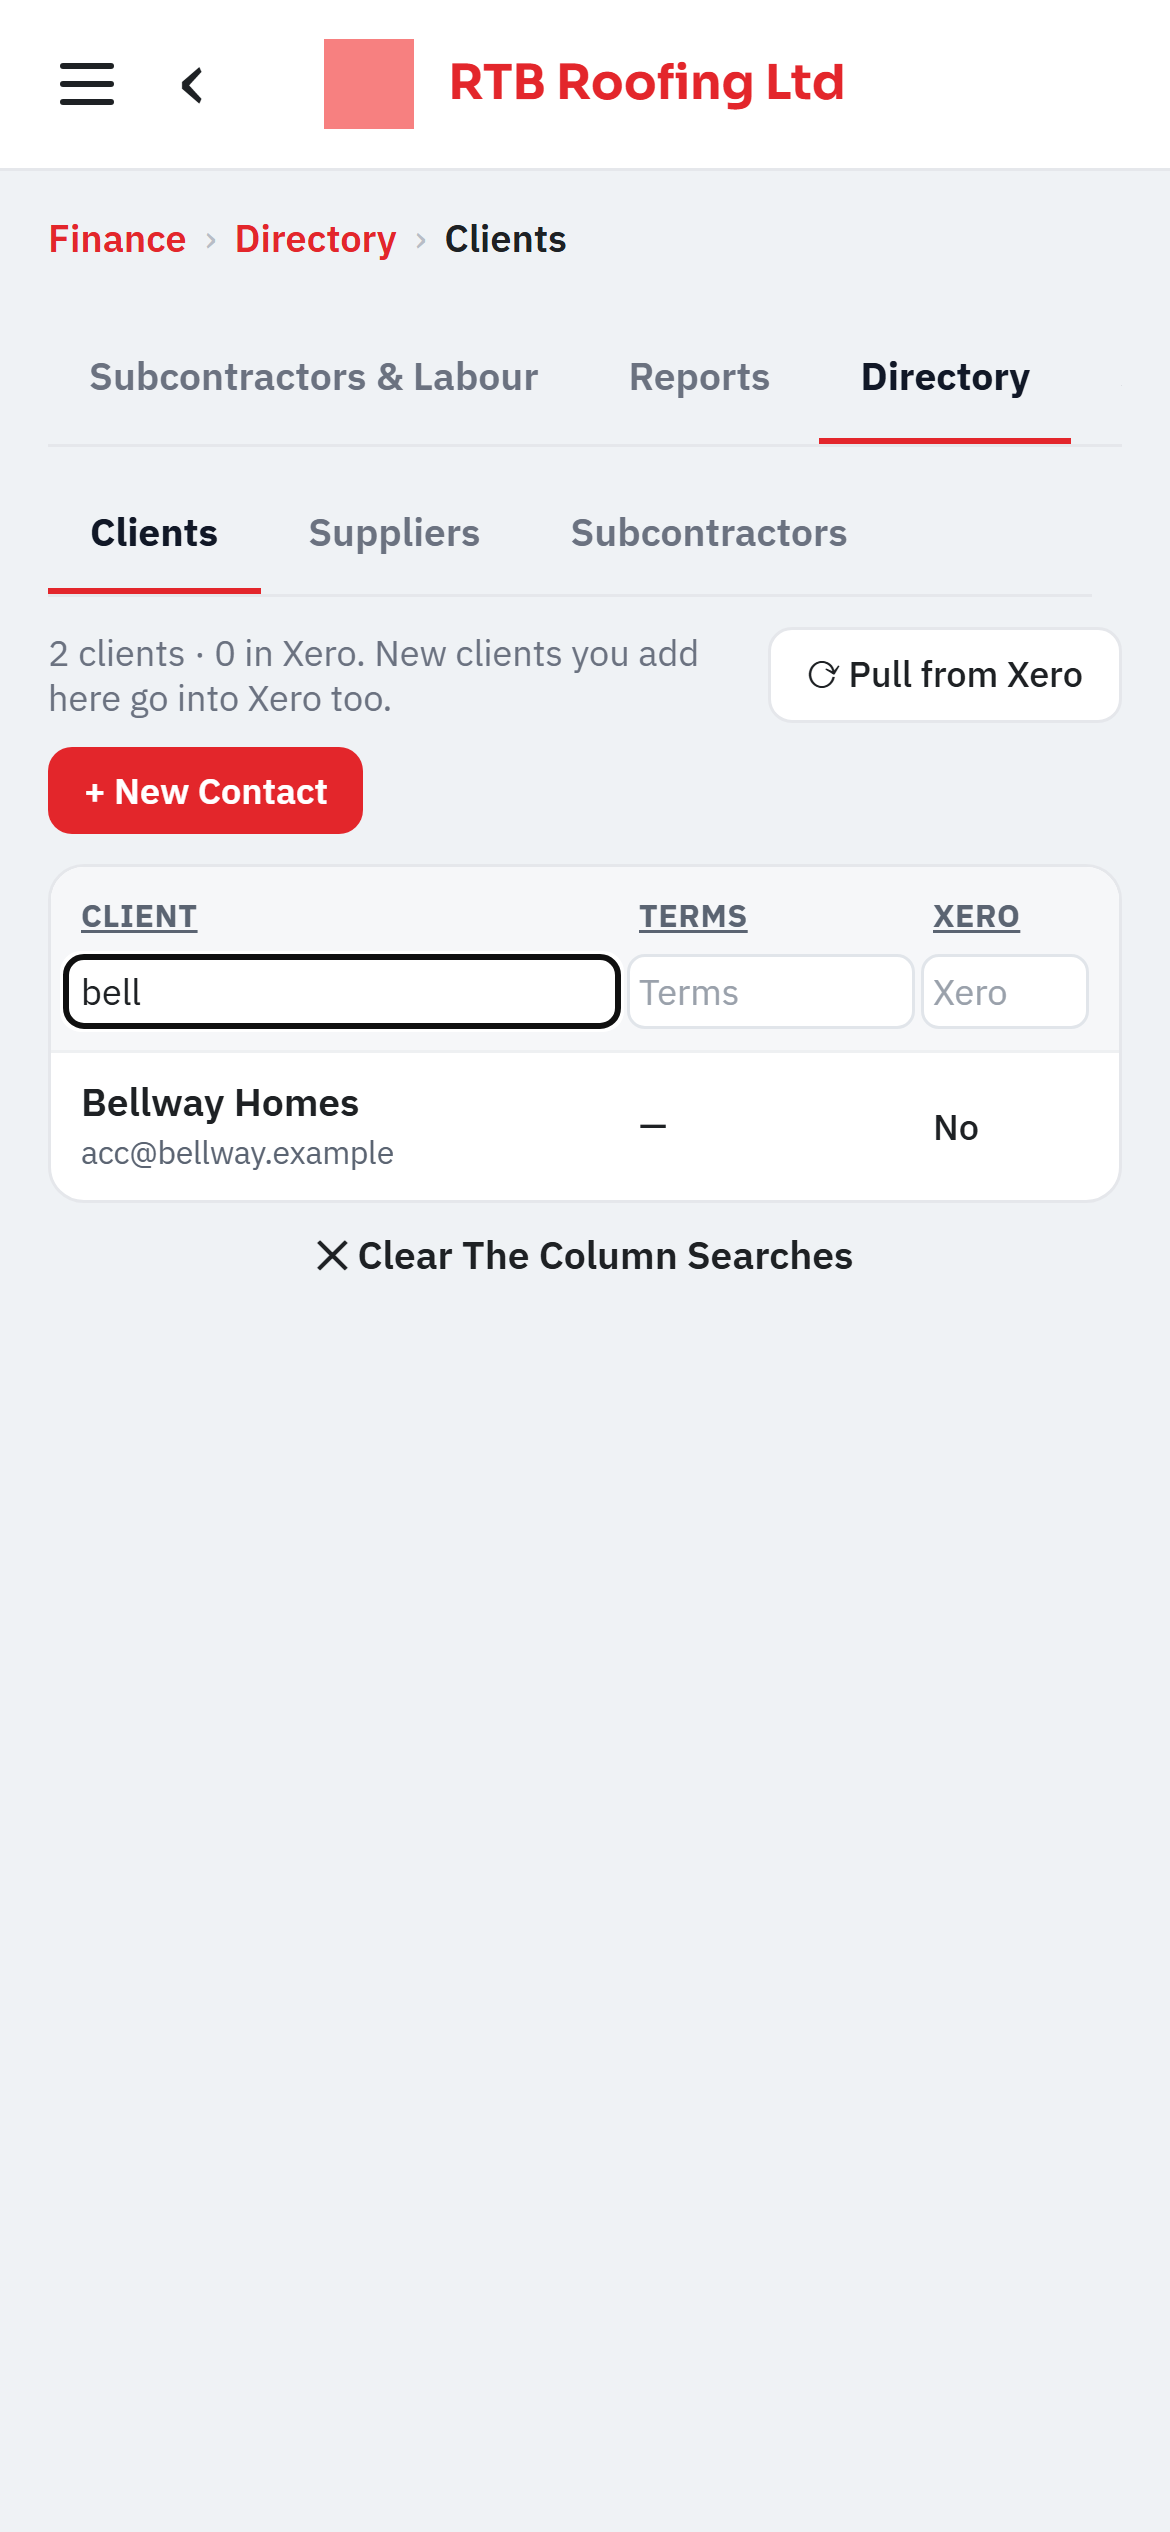 RTB Roofing Ltd
Finance › Directory › Clients
Subcontractors & Labour Reports Directory
Clients Suppliers Subcontractors
2 clients · 0 in Xero. New clients you add
here go into Xero too.
⟳ Pull from Xero
+ New Contact
CLIENT TERMS XERO
bell Terms Xero
Bellway Homes
acc@bellway.example
— No
✕ Clear The Column Searches